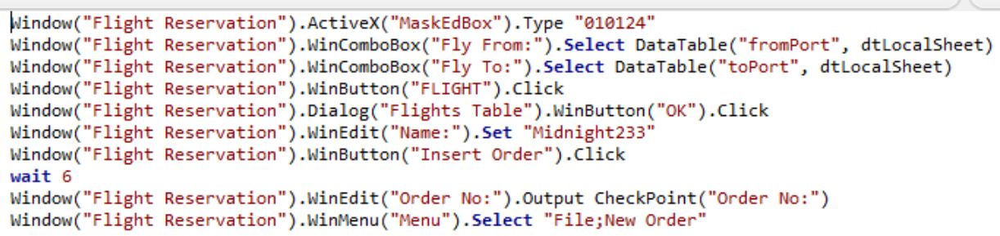 Window("Flight Reservation").ActiveX("MaskEdBox").Type "010124"
Window("Flight Reservation").WinComboBox("Fly From:").Select DataTable("fromPort", dtLocalSheet)
Window("Flight Reservation").WinComboBox("Fly To:").Select DataTable("toPort", dtLocalSheet)
Window("Flight Reservation").WinButton("FLIGHT").Click
Window("Flight Reservation").Dialog("Flights Table").WinButton("OK").Click
Window("Flight Reservation").WinEdit("Name:").Set "Midnight233"
Window("Flight Reservation").WinButton("Insert Order").Click
wait 6
Window("Flight Reservation").WinEdit("Order No:").Output CheckPoint("Order No:")
Window("Flight Reservation").WinMenu("Menu").Select "File;New Order"